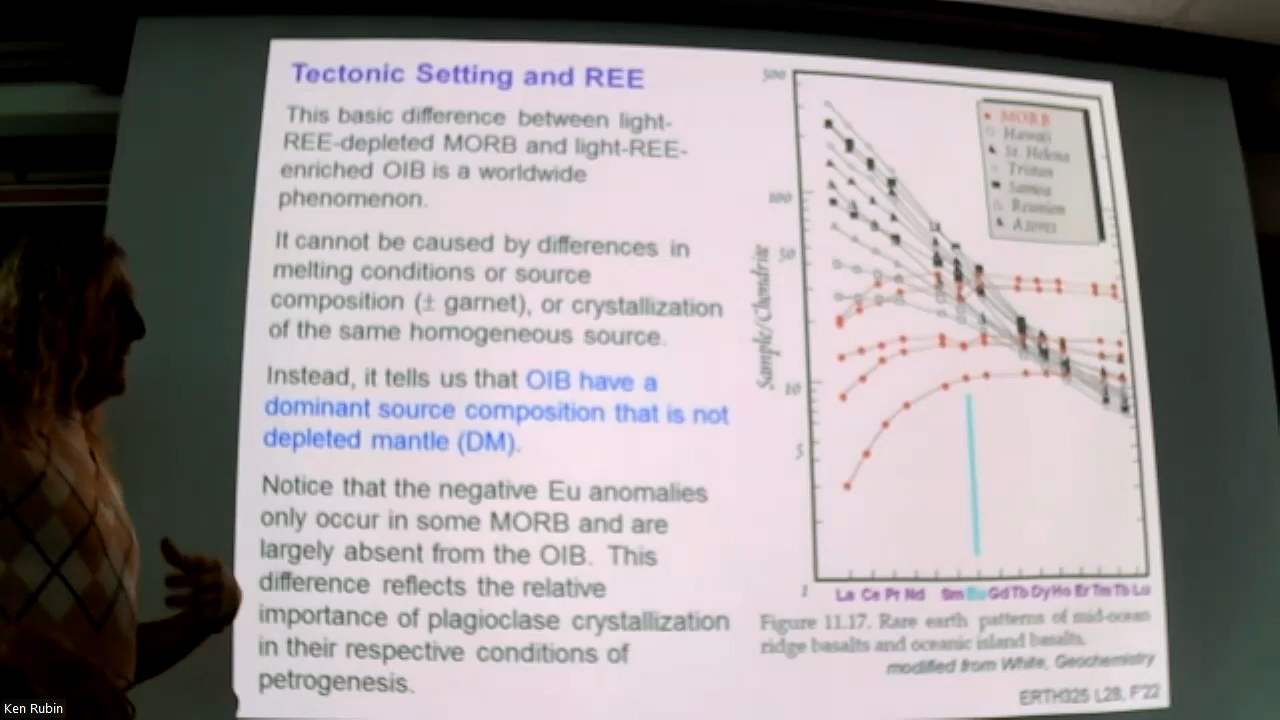 Tectonic Setting and REE
This basic difference between light-
REE-depleted MORB and light-REE-
enriched OIB is a worldwide
phenomenon.
It cannot be caused by differences in
melting conditions or source
composition (± garnet), or crystallization
of the same homogeneous source.
Instead, it tells us that OIB have a
dominant source composition that is not
depleted mantle (DM).
Notice that the negative Eu anomalies
only occur in some MORB and are
largely absent from the OIB. This
difference reflects the relative
importance of plagioclase crystallization
in their respective conditions of
petrogenesis.
500
100
50
10
5
1
Sample/Chondrite
MORB
Hawaii
St. Helena
Tristan
Samoa
Reunion
Azores
La Ce Pr Nd Sm Eu Gd Tb Dy Ho Er Tm Yb Lu
Figure 11.17. Rare earth patterns of mid-ocean
ridge basalts and oceanic island basalts.
modified from White, Geochemistry
ERTH325 L28, F'22
Ken Rubin